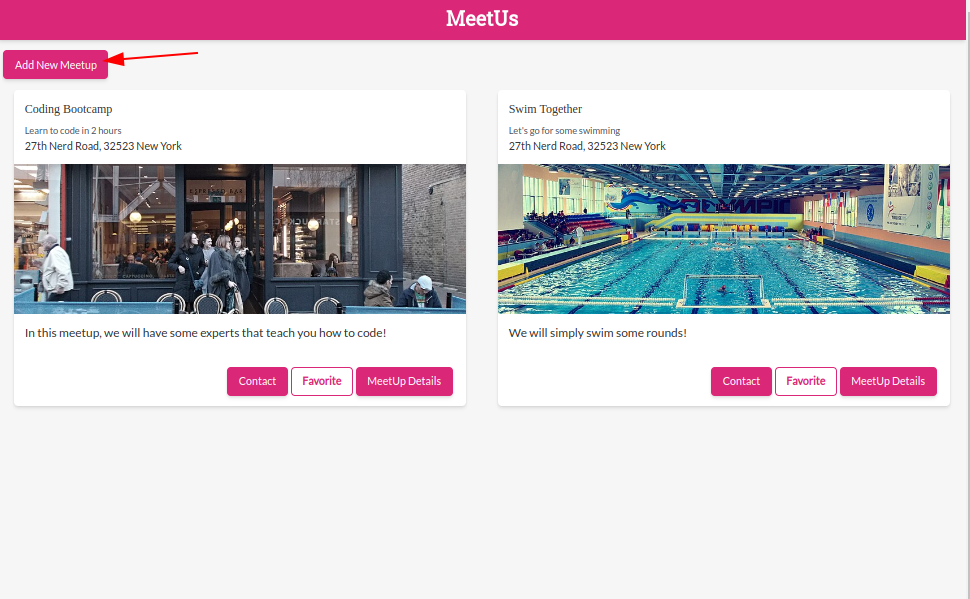 MeetUs
Add New Meetup
Coding Bootcamp
Learn to code in 2 hours
27th Nerd Road, 32523 New York
ESPRESSO BAR
In this meetup, we will have some experts that teach you how to code!
Contact
Favorite
MeetUp Details
Swim Together
Let's go for some swimming
27th Nerd Road, 32523 New York
We will simply swim some rounds!
Contact
Favorite
MeetUp Details